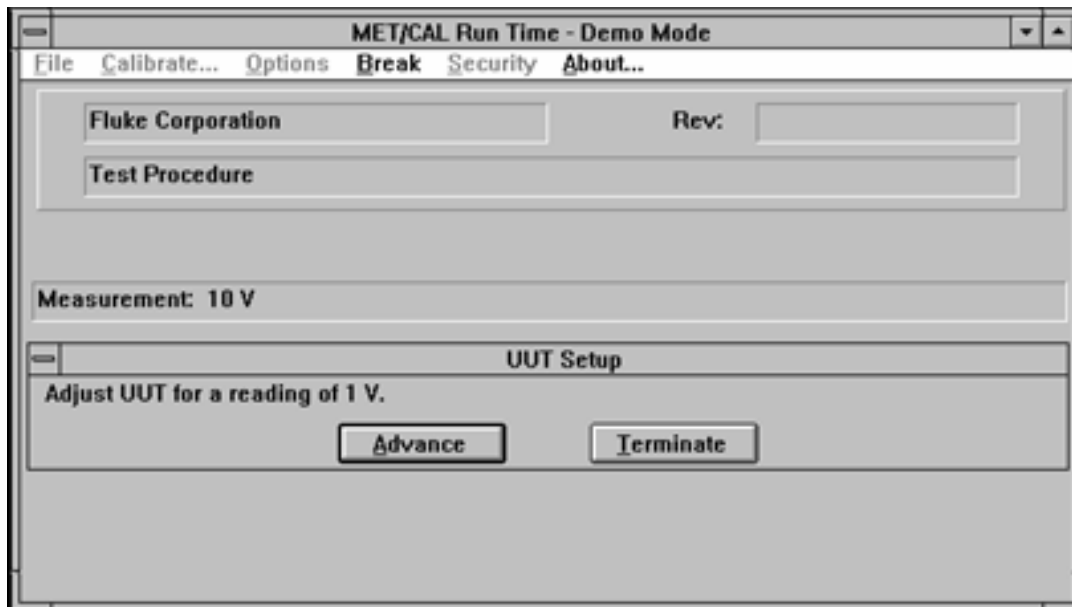 MET/CAL Run Time - Demo Mode
File Calibrate... Options Break Security About...
Fluke Corporation Rev:
Test Procedure
Measurement: 10 V
UUT Setup
Adjust UUT for a reading of 1 V.
Advance Terminate